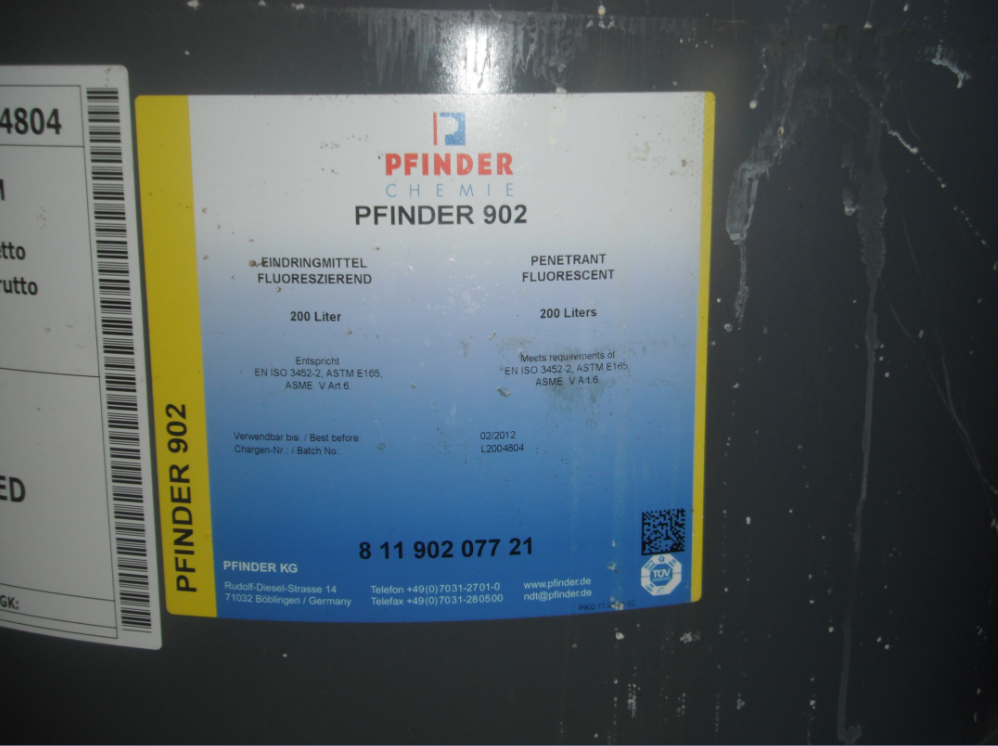 4804
M
etto
rutto
ED
GK:
PFINDER 902
PFINDER
CHEMIE
PFINDER 902
EINDRINGMITTEL
FLUORESZIEREND
200 Liter
Entspricht
EN ISO 3452-2, ASTM E165,
ASME V Art.6
PENETRANT
FLUORESCENT
200 Liters
Meets requirements of
EN ISO 3452-2, ASTM E165,
ASME V Art.6
Verwendbar bis: / Best before 02/2012
Chargen-Nr.: / Batch No.: L2004804
8 11 902 077 21
PFINDER KG
Rudolf-Diesel-Strasse 14
71032 Böblingen / Germany
Telefon +49(0)7031-2701-0
Telefax +49(0)7031-280500
www.pfinder.de
ndt@pfinder.de
TÜV